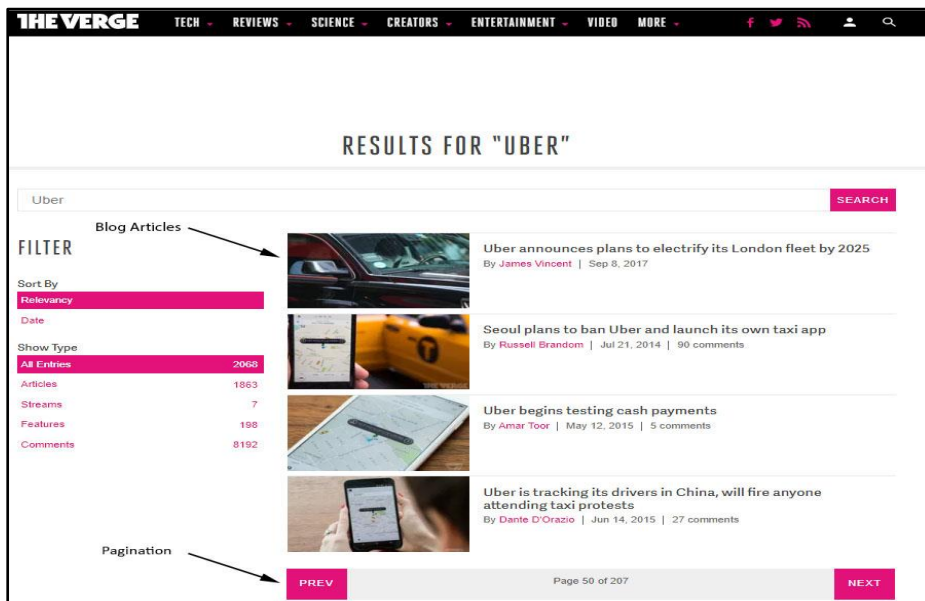 THE VERGE TECH REVIEWS SCIENCE CREATORS ENTERTAINMENT VIDEO MORE
RESULTS FOR "UBER"
Uber SEARCH
Blog Articles
FILTER
Sort By
Relevancy
Date
Show Type
All Entries 2068
Articles 1863
Streams 7
Features 198
Comments 8192
Uber announces plans to electrify its London fleet by 2025
By James Vincent | Sep 8, 2017
Seoul plans to ban Uber and launch its own taxi app
By Russell Brandom | Jul 21, 2014 | 90 comments
THE VERGE
Uber begins testing cash payments
By Amar Toor | May 12, 2015 | 5 comments
Uber is tracking its drivers in China, will fire anyone
attending taxi protests
By Dante D'Orazio | Jun 14, 2015 | 27 comments
Pagination
PREV Page 50 of 207 NEXT